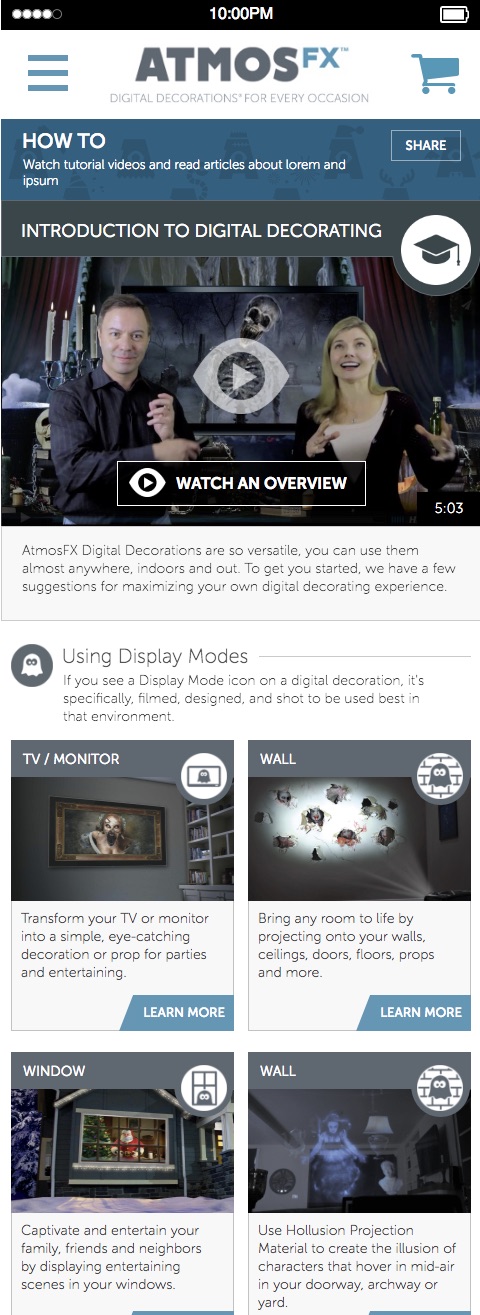 10:00PM
ATMOSFX™
DIGITAL DECORATIONS® FOR EVERY OCCASION
HOW TO
SHARE
Watch tutorial videos and read articles about lorem and
ipsum
INTRODUCTION TO DIGITAL DECORATING
WATCH AN OVERVIEW
5:03
AtmosFX Digital Decorations are so versatile, you can use them
almost anywhere, indoors and out. To get you started, we have a few
suggestions for maximizing your own digital decorating experience.
Using Display Modes
If you see a Display Mode icon on a digital decoration, it's
specifically, filmed, designed, and shot to be used best in
that environment.
TV / MONITOR
Transform your TV or monitor
into a simple, eye-catching
decoration or prop for parties
and entertaining.
LEARN MORE
WALL
Bring any room to life by
projecting onto your walls,
ceilings, doors, floors, props
and more.
LEARN MORE
WINDOW
Captivate and entertain your
family, friends and neighbors
by displaying entertaining
scenes in your windows.
WALL
Use Hollusion Projection
Material to create the illusion of
characters that hover in mid-air
in your doorway, archway or
yard.